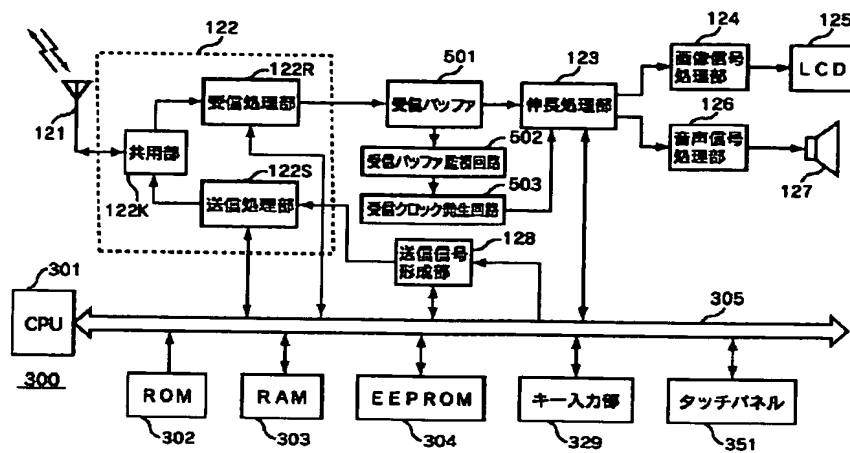 122
124
125
122R
501
123
画像信号
処理部
LCD
121
受信処理部
受信バッファ
伸長処理部
126
502
共用部
受信バッファ監視回路
音声信号
処理部
122S
503
127
122K
送信処理部
受信クロック発生回路
128
送信信号
形成部
301
CPU
305
300
ROM
RAM
EEPROM
キー入力部
タッチパネル
302
303
304
329
351